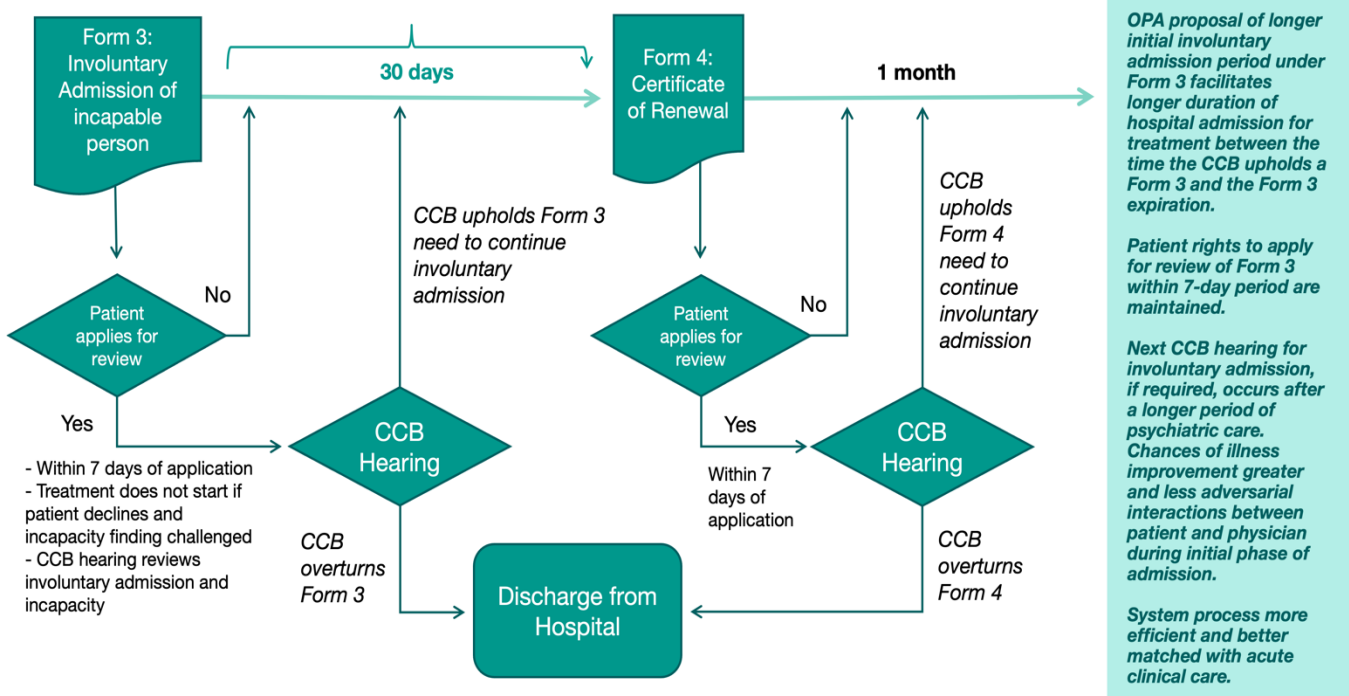 Form 3:
Involuntary
Admission of
incapable
person
30 days
Form 4:
Certificate
of Renewal
1 month
CCB upholds Form 3
need to continue
involuntary
admission
CCB
upholds
Form 4
need to
continue
involuntary
admission
Patient
applies for
review
No
Yes
- Within 7 days of application
- Treatment does not start if
patient declines and
incapacity finding challenged
- CCB hearing reviews
involuntary admission and
incapacity
CCB
Hearing
CCB
overturns
Form 3
Patient
applies for
review
No
Yes
Within 7
days of
application
CCB
Hearing
CCB
overturns
Form 4
Discharge from
Hospital
OPA proposal of longer
initial involuntary
admission period under
Form 3 facilitates
longer duration of
hospital admission for
treatment between the
time the CCB upholds a
Form 3 and the Form 3
expiration.
Patient rights to apply
for review of Form 3
within 7-day period are
maintained.
Next CCB hearing for
involuntary admission,
if required, occurs after
a longer period of
psychiatric care.
Chances of illness
improvement greater
and less adversarial
interactions between
patient and physician
during initial phase of
admission.
System process more
efficient and better
matched with acute
clinical care.